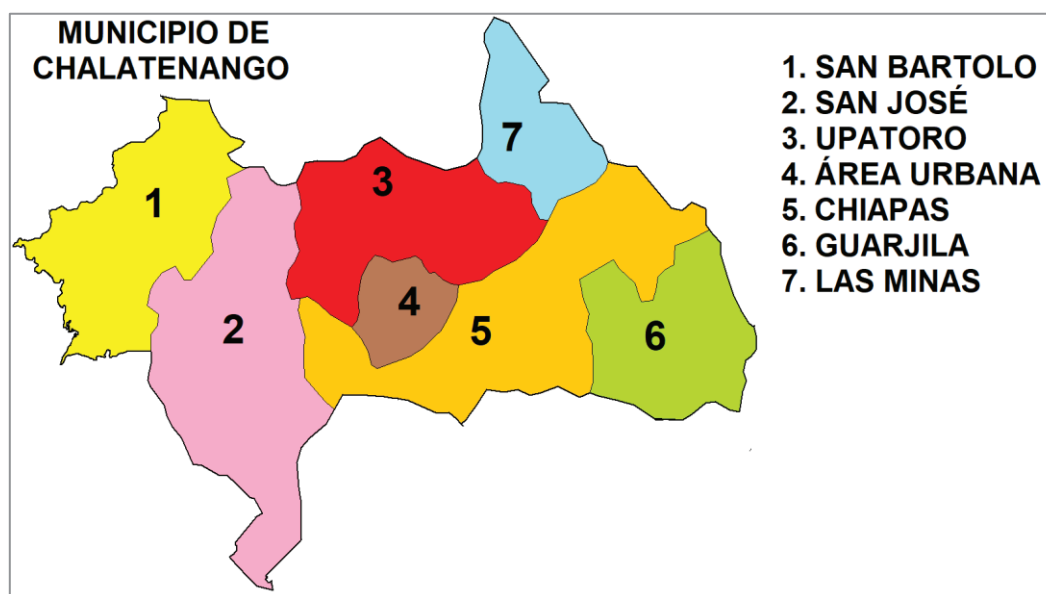 MUNICIPIO DE
CHALATENANGO
1. SAN BARTOLO
2. SAN JOSÉ
3. UPATORO
4. ÁREA URBANA
5. CHIAPAS
6. GUARJILA
7. LAS MINAS
7
3
1
4
2
5
6